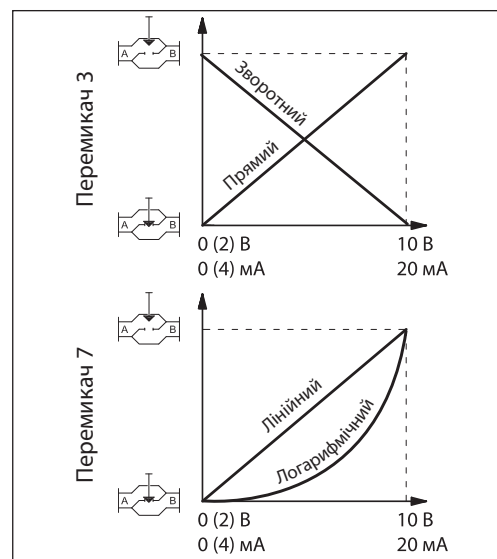 Перемикач 3
A B
Зворотний
Прямий
A B
0 (2) В 10 В
0 (4) мА 20 мА
Перемикач 7
A B
Лінійний
Логарифмічний
A B
0 (2) В 10 В
0 (4) мА 20 мА